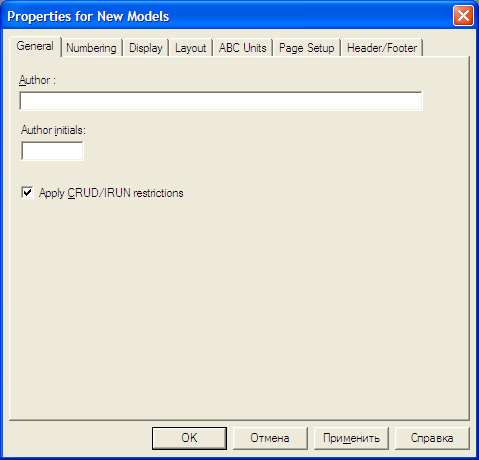 Properties for New Models
General Numbering Display Layout ABC Units Page Setup Header/Footer
Author :
Author initials:
Apply CRUD/IRUN restrictions
OK Отмена Применить Справка